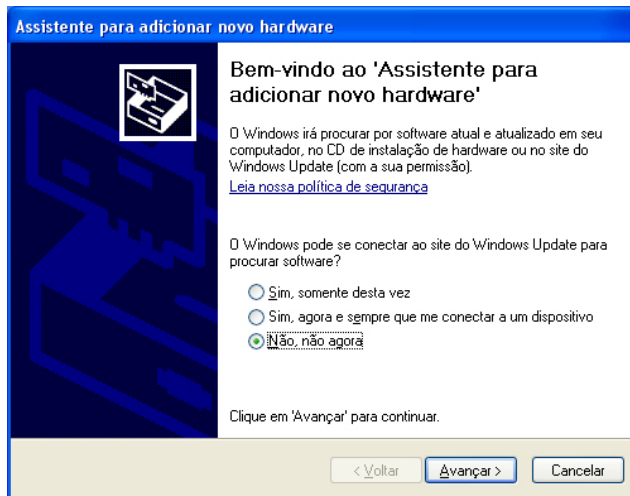 Assistente para adicionar novo hardware
Bem-vindo ao 'Assistente para
adicionar novo hardware'
O Windows irá procurar por software atual e atualizado em seu
computador, no CD de instalação de hardware ou no site do
Windows Update (com a sua permissão).
Leia nossa política de segurança
O Windows pode se conectar ao site do Windows Update para
procurar software?
Sim, somente desta vez
Sim, agora e sempre que me conectar a um dispositivo
Não, não agora
Clique em 'Avançar' para continuar.
< Voltar
Avançar >
Cancelar